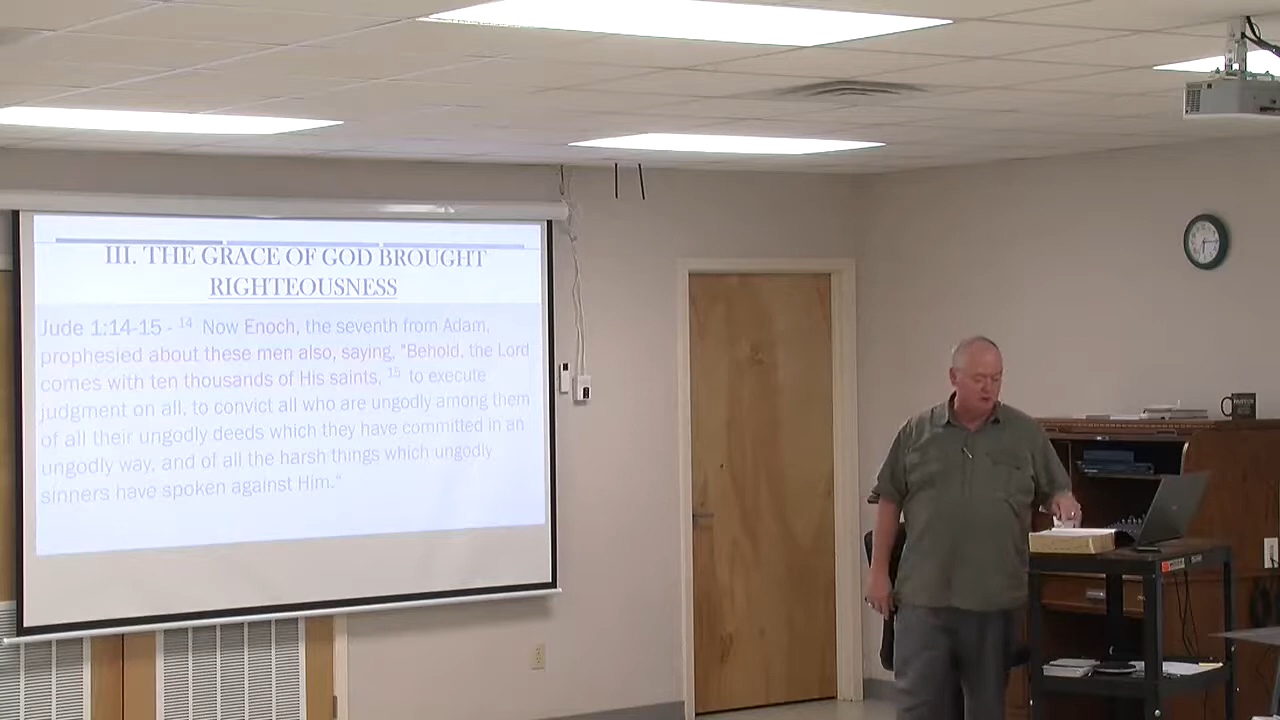 III. THE GRACE OF GOD BROUGHT
RIGHTEOUSNESS
Jude 1:14-15 - 14 Now Enoch, the seventh from Adam,
prophesied about these men also, saying, "Behold, the Lord
comes with ten thousands of His saints, 15 to execute
judgment on all, to convict all who are ungodly among them
of all their ungodly deeds which they have committed in an
ungodly way, and of all the harsh things which ungodly
sinners have spoken against Him."